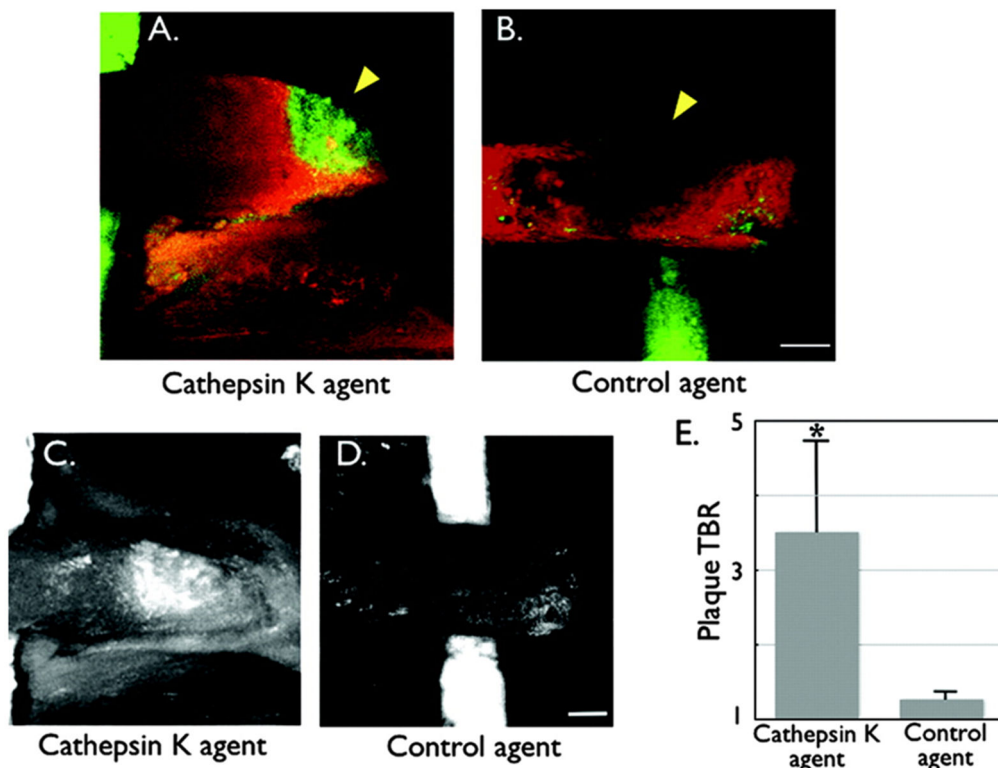 A.
B.
Cathepsin K agent
Control agent
C.
D.
Cathepsin K agent
Control agent
E.
5
*
3
1
Plaque TBR
Cathepsin K
agent
Control
agent